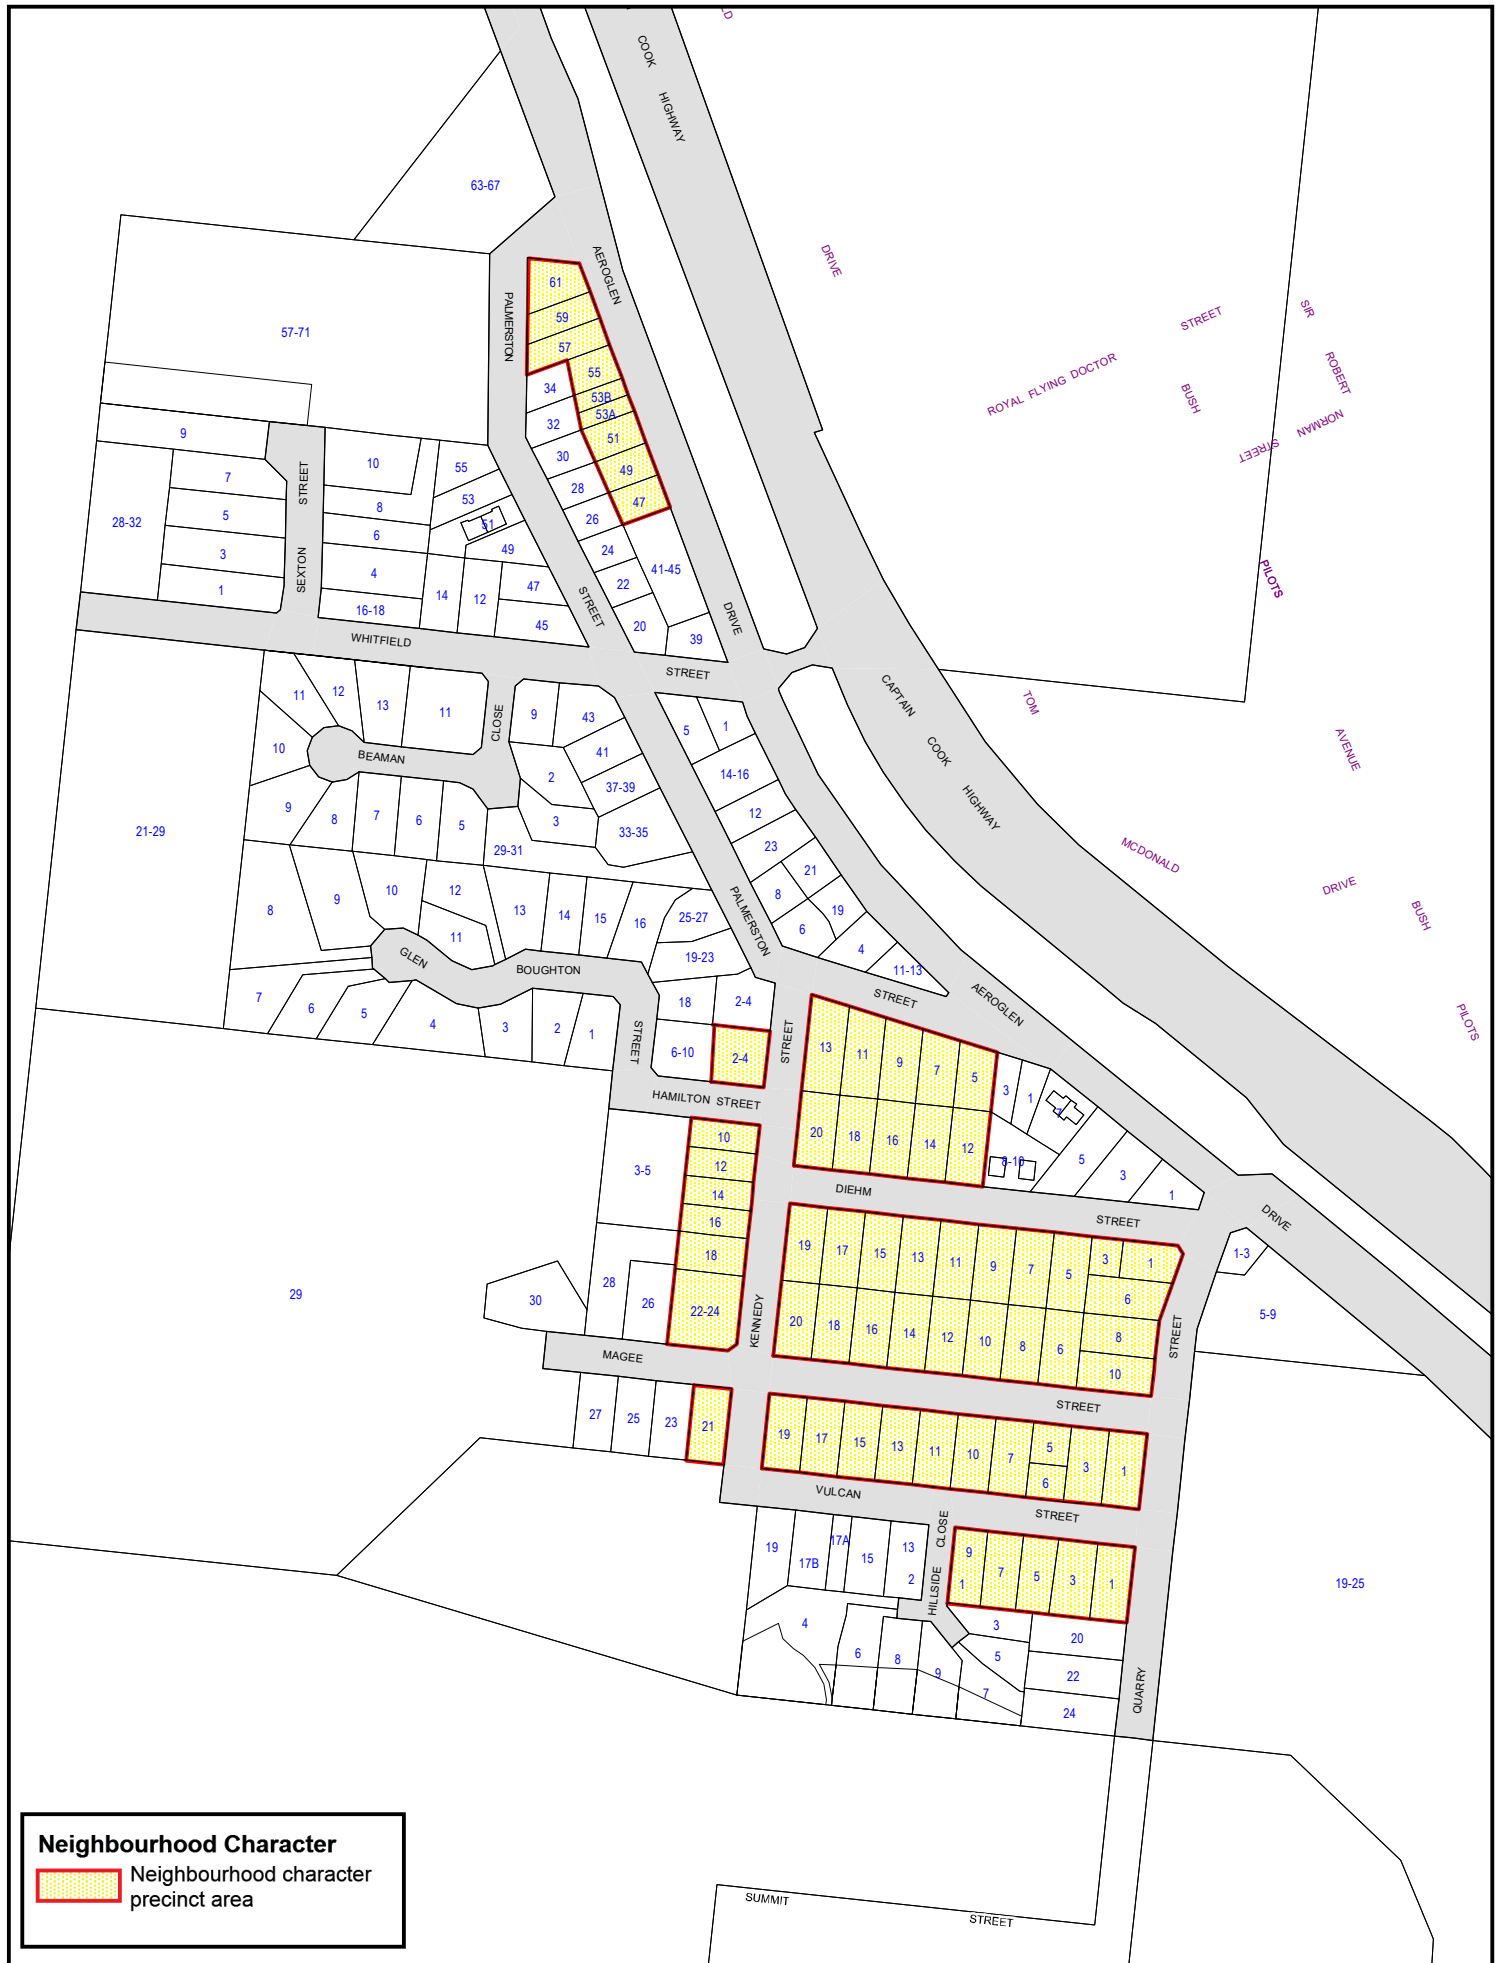 LD
COOK
HIGHWAY
63-67
AEROGLEN
DRIVE
61
PALMERSTON
59
57-71
57
STREET
SIR
ROYAL FLYING DOCTOR
ROBERT
BUSH
NORMAN
STREET
55
34
53B
53A
32
51
9
30
49
10
55
7
28
47
53
8
STREET
28-32
5
26
51
6
3
24
49
41-45
4
22
47
1
14
12
SEXTON
16-18
STREET
20
45
39
DRIVE
PILOTS
PILOTS
WHITFIELD
STREET
11
12
13
11
CLOSE
9
43
5
1
CAPTAIN
TOM
10
BEAMAN
41
COOK
AVENUE
2
14-16
37-39
HIGHWAY
9
8
7
6
5
3
12
33-35
21-29
29-31
23
MCDONALD
21
DRIVE
BUSH
8
9
10
12
13
14
15
16
25-27
PALMERSTON
8
19
11
6
4
GLEN
BOUGHTON
19-23
11-13
7
6
5
4
3
2
1
18
2-4
STREET
AEROGLEN
PILOTS
STREET
6-10
2-4
STREET
13
11
9
7
5
3
1
1
HAMILTON STREET
20
18
16
14
12
8-10
5
3
1
10
3-5
12
DIEHM
14
STREET
DRIVE
16
19
17
15
13
11
9
7
5
3
1
1-3
18
6
29
30
28
26
22-24
KENNEDY
20
18
16
14
12
10
8
6
8
STREET
5-9
MAGEE
10
STREET
27
25
23
21
19
17
15
13
11
10
7
5
6
3
1
VULCAN
STREET
19
17B
17A
15
13
2
CLOSE
HILLSIDE
9
1
7
5
3
1
19-25
4
3
20
6
8
9
5
22
7
24
QUARRY
Neighbourhood Character
Neighbourhood character
precinct area
SUMMIT
STREET